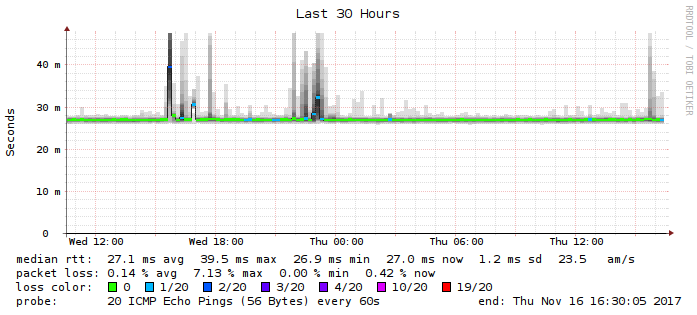 Last 30 Hours
RRDTOOL / TOBI OETIKER
Seconds
40 m
30 m
20 m
10 m
0
Wed 12:00 Wed 18:00 Thu 00:00 Thu 06:00 Thu 12:00
median rtt: 27.1 ms avg 39.5 ms max 26.9 ms min 27.0 ms now 1.2 ms sd 23.5 am/s
packet loss: 0.14 % avg 7.13 % max 0.00 % min 0.42 % now
loss color: 0 1/20 2/20 3/20 4/20 10/20 19/20
probe: 20 ICMP Echo Pings (56 Bytes) every 60s end: Thu Nov 16 16:30:05 2017